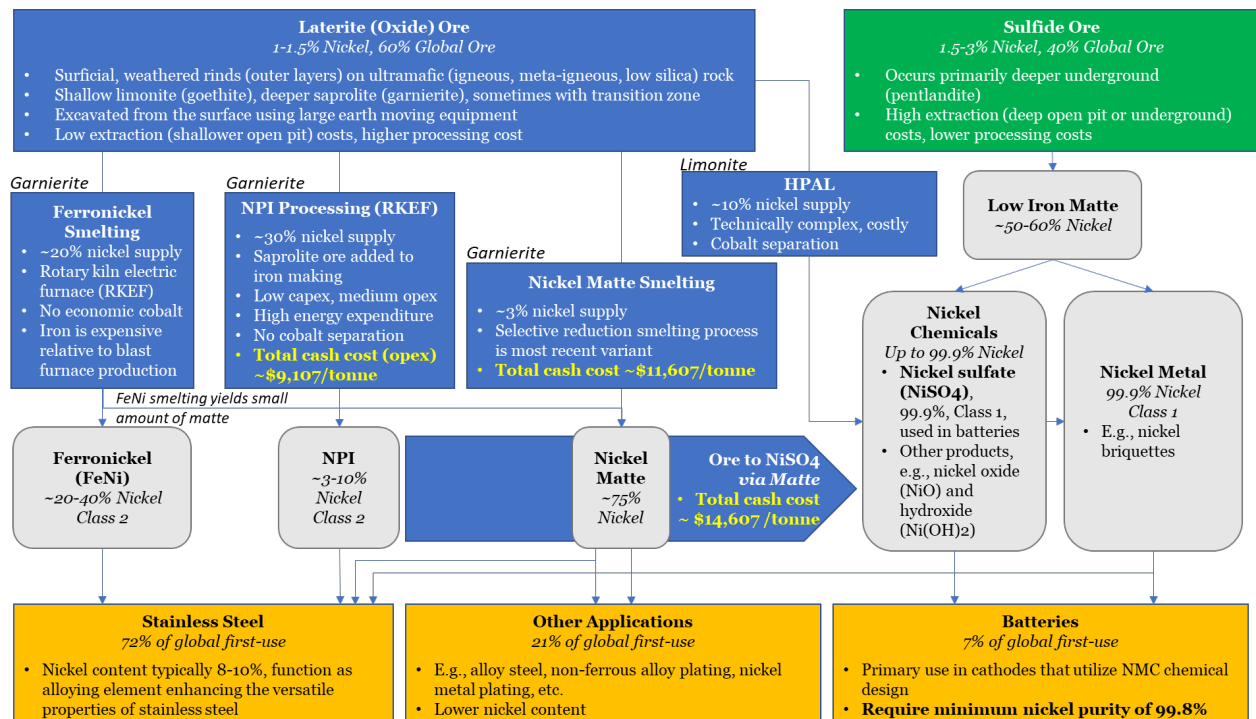 Laterite (Oxide) Ore
1-1.5% Nickel, 60% Global Ore
• Surficial, weathered rinds (outer layers) on ultramafic (igneous, meta-igneous, low silica) rock
• Shallow limonite (goethite), deeper saprolite (garnierite), sometimes with transition zone
• Excavated from the surface using large earth moving equipment
• Low extraction (shallower open pit) costs, higher processing cost
Sulfide Ore
1.5-3% Nickel, 40% Global Ore
• Occurs primarily deeper underground
(pentlandite)
• High extraction (deep open pit or underground)
costs, lower processing costs
Garnierite
Ferronickel
Smelting
• ~20% nickel supply
• Rotary kiln electric
furnace (RKEF)
• No economic cobalt
• Iron is expensive
relative to blast
furnace production
Garnierite
NPI Processing (RKEF)
• ~30% nickel supply
• Saprolite ore added to
iron making
• Low capex, medium opex
• High energy expenditure
• No cobalt separation
• Total cash cost (opex)
~$9,107/tonne
Garnierite
Nickel Matte Smelting
• ~3% nickel supply
• Selective reduction smelting process
is most recent variant
• Total cash cost ~$11,607/tonne
Limonite
HPAL
• ~10% nickel supply
• Technically complex, costly
• Cobalt separation
Low Iron Matte
~50-60% Nickel
FeNi smelting yields small
amount of matte
Ferronickel
(FeNi)
~20-40% Nickel
Class 2
NPI
~3-10%
Nickel
Class 2
Nickel
Matte
~75%
Nickel
Ore to NiSO4
via Matte
• Total cash cost
~ $14,607 /tonne
Nickel
Chemicals
Up to 99.9% Nickel
• Nickel sulfate
(NiSO4),
99.9%, Class 1,
used in batteries
• Other products,
e.g., nickel oxide
(NiO) and
hydroxide
(Ni(OH)2)
Nickel Metal
99.9% Nickel
Class 1
• E.g., nickel
briquettes
Stainless Steel
72% of global first-use
• Nickel content typically 8-10%, function as
alloying element enhancing the versatile
properties of stainless steel
Other Applications
21% of global first-use
• E.g., alloy steel, non-ferrous alloy plating, nickel
metal plating, etc.
• Lower nickel content
Batteries
7% of global first-use
• Primary use in cathodes that utilize NMC chemical
design
• Require minimum nickel purity of 99.8%